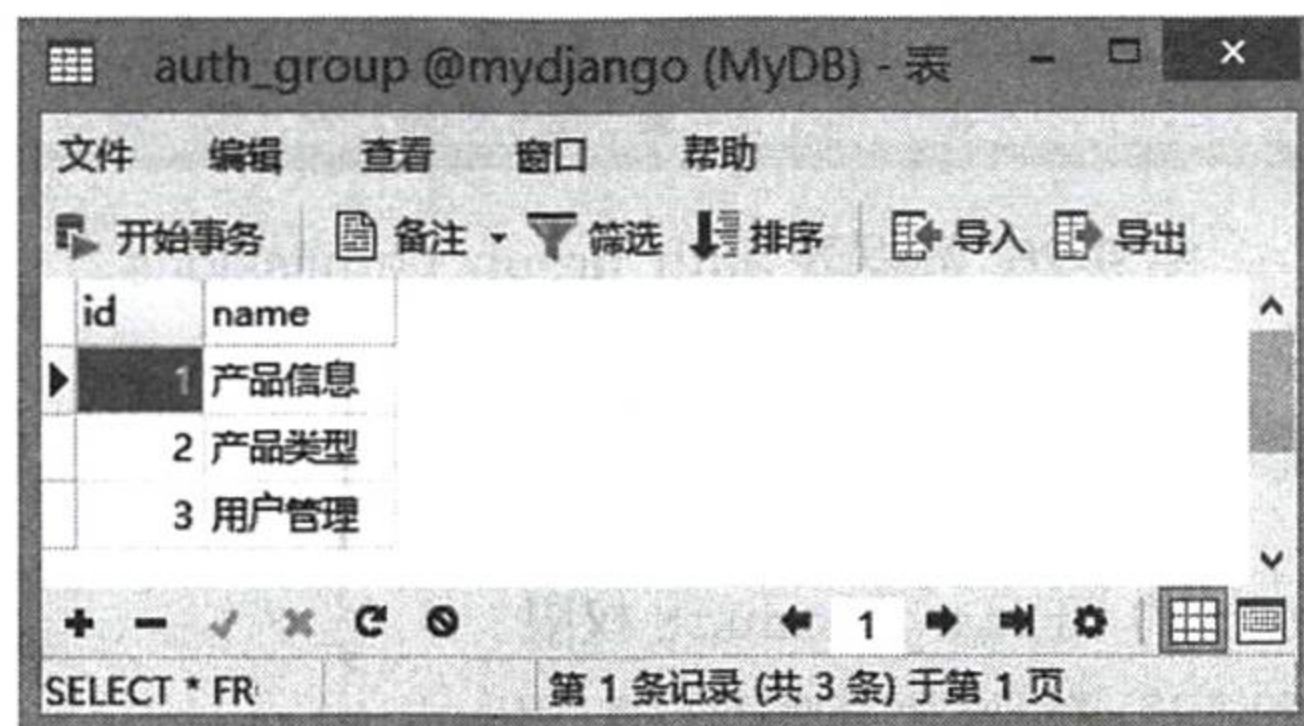 auth_group @mydjango (MyDB) - 表
文件 编辑 查看 窗口 帮助
开始事务 备注 筛选 排序 导入 导出
id name
1 产品信息
2 产品类型
3 用户管理
1
SELECT * FR 第 1 条记录 (共 3 条) 于第 1 页